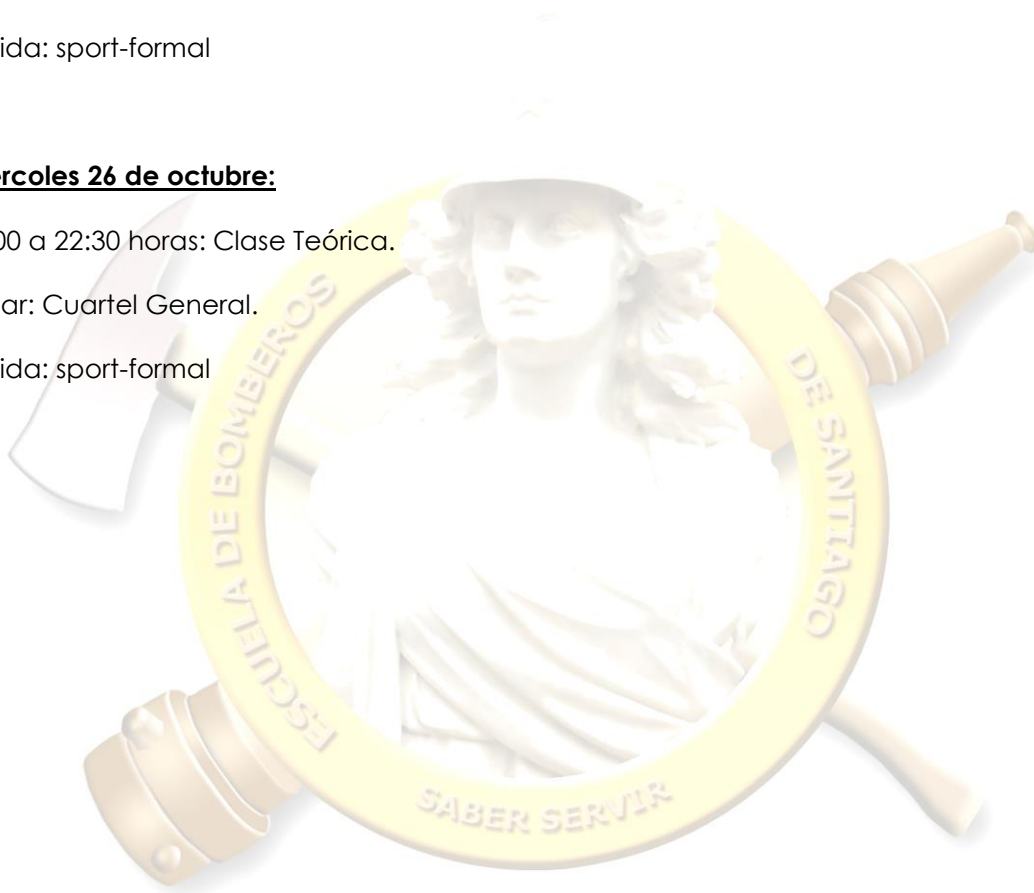 ida: sport-formal
rcoles 26 de octubre:
00 a 22:30 horas: Clase Teórica.
ar: Cuartel General.
ida: sport-formal
ESCUELA DE BOMBEROS
DE SANTIAGO
SABER SERVIR